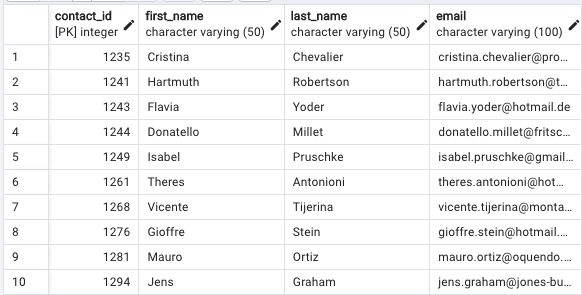 contact_id first_name last_name email
[PK] integer character varying (50) character varying (50) character varying (100)
1 1235 Cristina Chevalier cristina.chevalier@pro...
2 1241 Hartmuth Robertson hartmuth.robertson@t...
3 1243 Flavia Yoder flavia.yoder@hotmail.de
4 1244 Donatello Millet donatello.millet@fritsc...
5 1249 Isabel Pruschke isabel.pruschke@gmail...
6 1261 Theres Antonioni theres.antonioni@hot...
7 1268 Vicente Tijerina vicente.tijerina@monta...
8 1276 Gioffre Stein gioffre.stein@hotmail....
9 1281 Mauro Ortiz mauro.ortiz@oquendo....
10 1294 Jens Graham jens.graham@jones-bu...